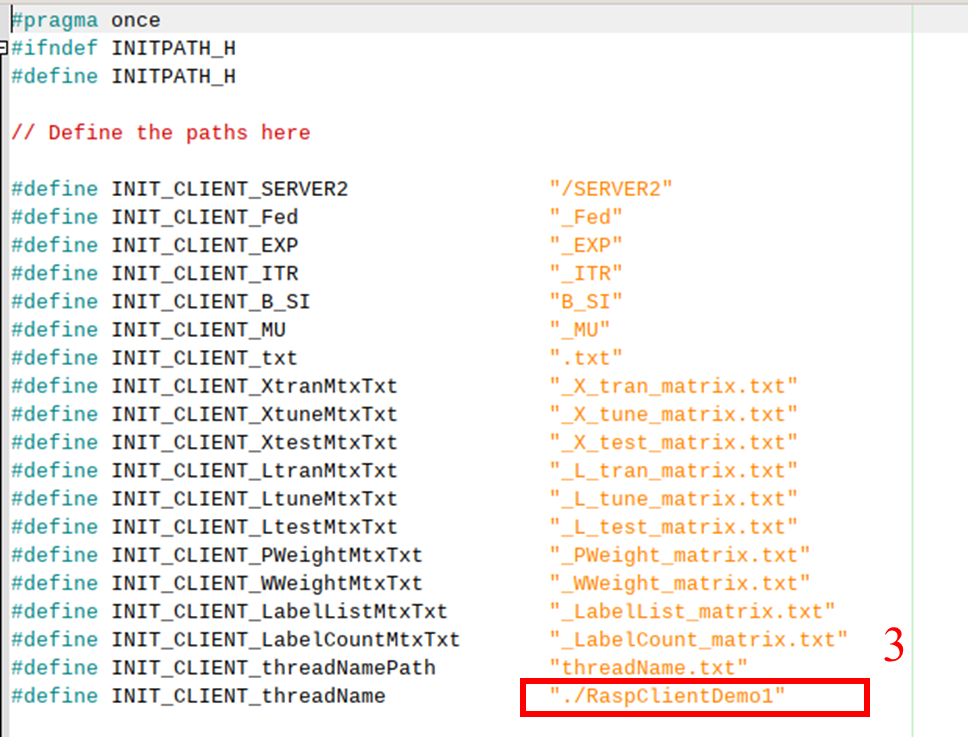 #pragma once
#ifndef INITPATH_H
#define INITPATH_H
// Define the paths here
#define INIT_CLIENT_SERVER2 "/SERVER2"
#define INIT_CLIENT_Fed "_Fed"
#define INIT_CLIENT_EXP "_EXP"
#define INIT_CLIENT_ITR "_ITR"
#define INIT_CLIENT_B_SI "B_SI"
#define INIT_CLIENT_MU "_MU"
#define INIT_CLIENT_txt ".txt"
#define INIT_CLIENT_XtranMtxTxt "_X_tran_matrix.txt"
#define INIT_CLIENT_XtuneMtxTxt "_X_tune_matrix.txt"
#define INIT_CLIENT_XtestMtxTxt "_X_test_matrix.txt"
#define INIT_CLIENT_LtranMtxTxt "_L_tran_matrix.txt"
#define INIT_CLIENT_LtuneMtxTxt "_L_tune_matrix.txt"
#define INIT_CLIENT_LtestMtxTxt "_L_test_matrix.txt"
#define INIT_CLIENT_PWeightMtxTxt "_PWeight_matrix.txt"
#define INIT_CLIENT_WWeightMtxTxt "_WWeight_matrix.txt"
#define INIT_CLIENT_LabelListMtxTxt "_LabelList_matrix.txt"
#define INIT_CLIENT_LabelCountMtxTxt "_LabelCount_matrix.txt"
3
#define INIT_CLIENT_threadNamePath "threadName.txt"
#define INIT_CLIENT_threadName "./RaspClientDemo1"